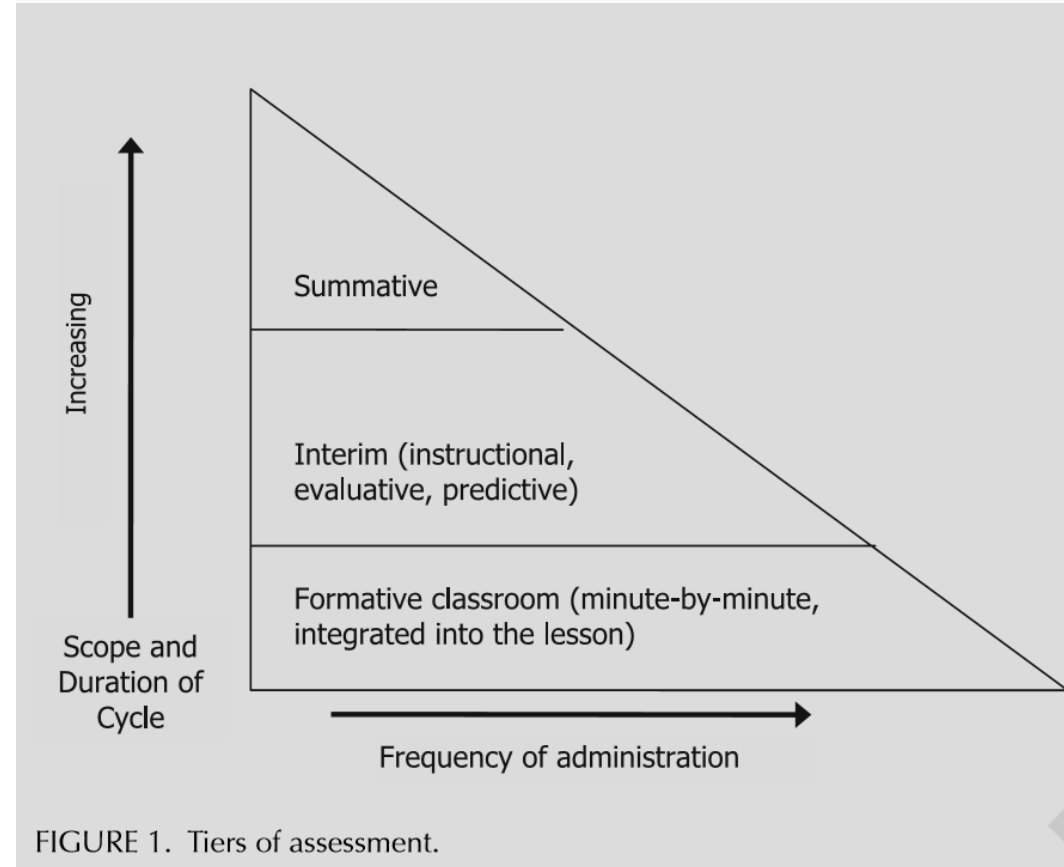 Summative
Increasing
Interim (instructional,
evaluative, predictive)
Formative classroom (minute-by-minute,
integrated into the lesson)
Scope and
Duration of
Cycle
Frequency of administration
FIGURE 1. Tiers of assessment.